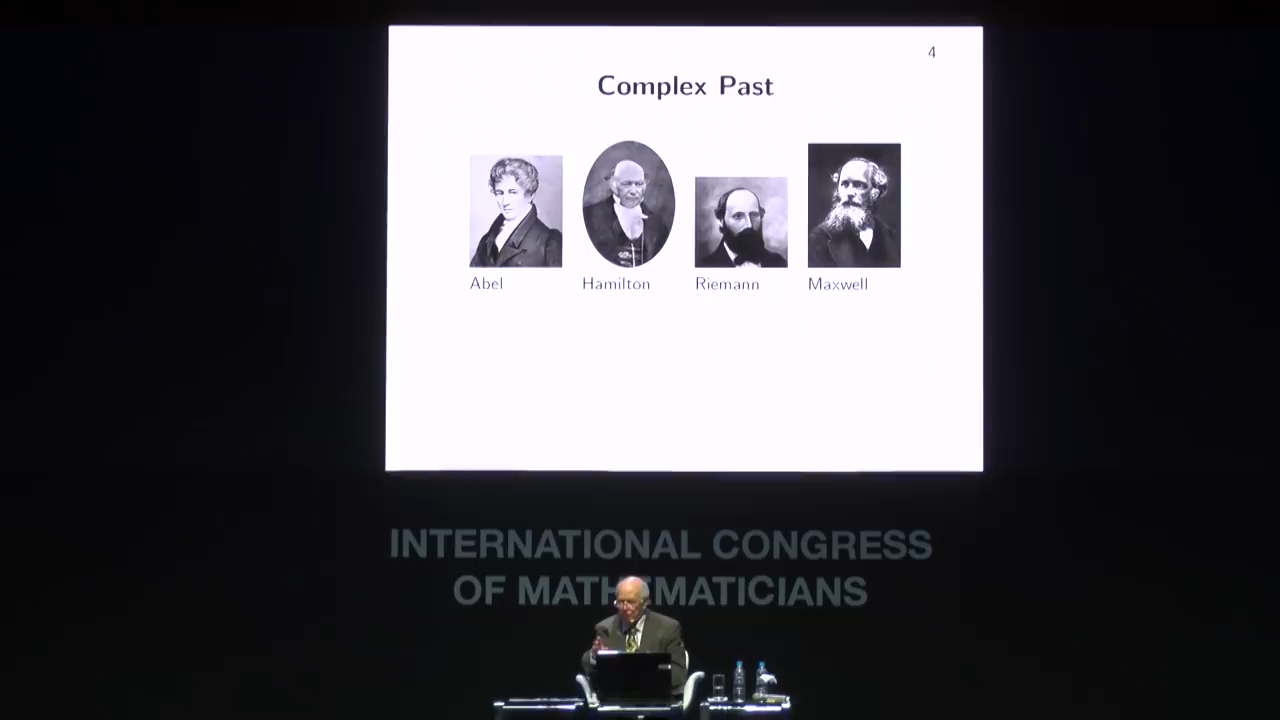 4
Complex Past
Abel Hamilton Riemann Maxwell
INTERNATIONAL CONGRESS
OF MATHEMATICIANS